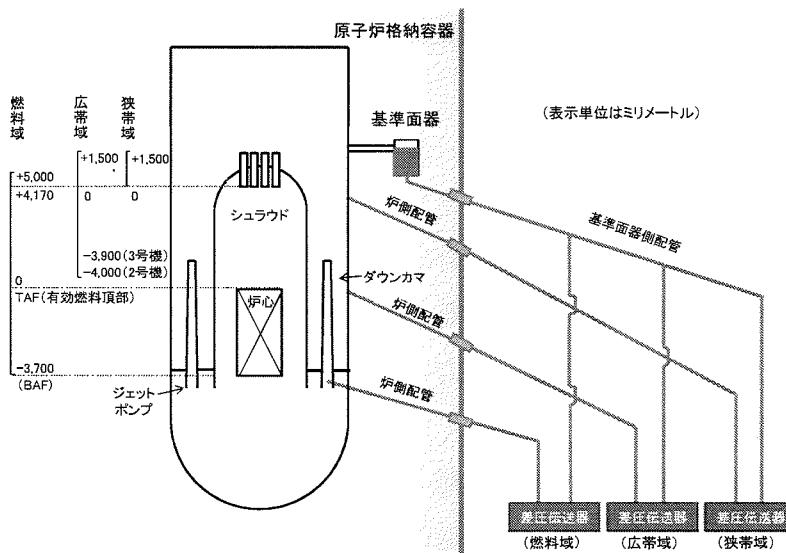 原子炉格納容器
燃料域
広帯域
狭帯域
基準面器
(表示単位はミリメートル)
+1,500
+1,500
+5,000
+4,170
0
0
シュラウド
炉側配管
基準面器側配管
-3,900(3号機)
-4,000(2号機)
0
TAF(有効燃料頂部)
炉心
ダウンカマ
炉側配管
-3,700
(BAF)
ジェット
ポンプ
炉側配管
差圧伝送器
差圧伝送器
差圧伝送器
(燃料域)
(広帯域)
(狭帯域)